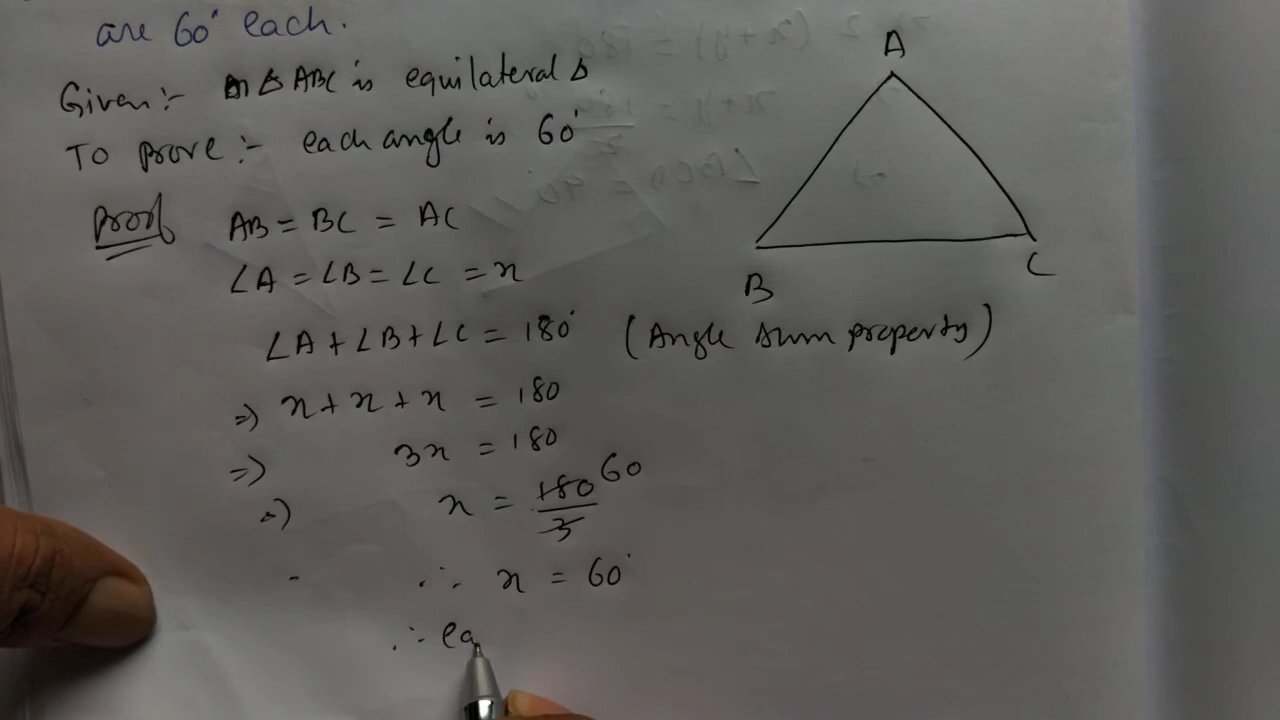 are 60° each.
Given:- △ ABC is equilateral △
To prove:- each angle is 60°
Proof
AB = BC = AC
∠A = ∠B = ∠C = x
∠A + ∠B + ∠C = 180° (Angle sum property)
=> x + x + x = 180
=> 3x = 180
=> x = 180/3 60
∴ x = 60°
∴ ea
A
B
C